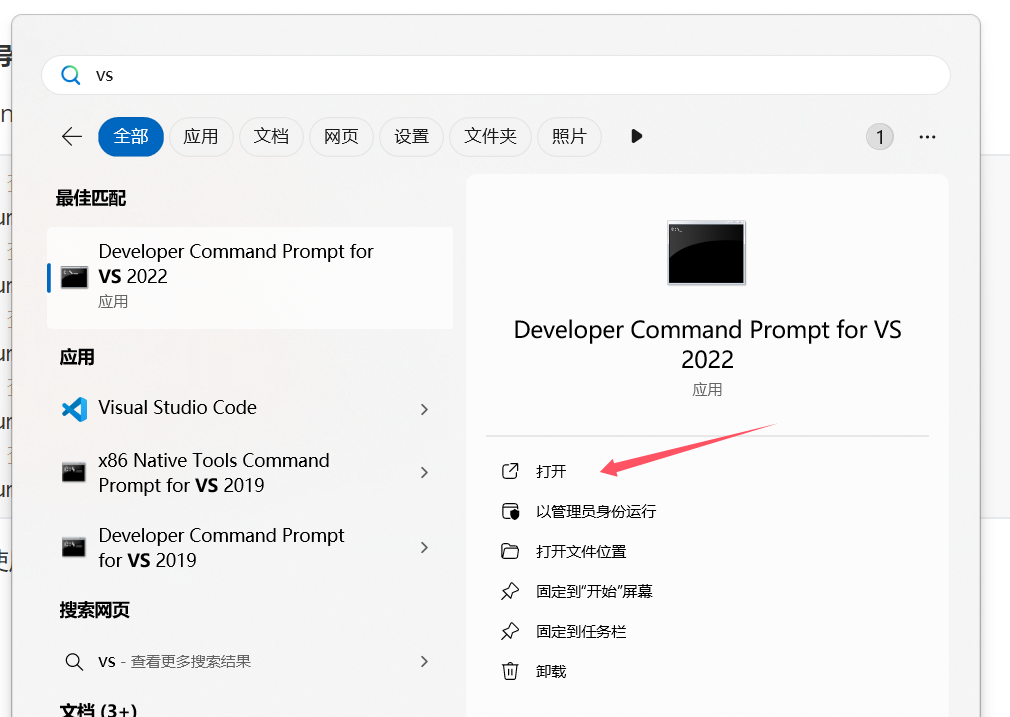 vs
全部
应用
文档
网页
设置
文件夹
照片
1
最佳匹配
Developer Command Prompt for
VS 2022
应用
应用
Visual Studio Code
x86 Native Tools Command
Prompt for VS 2019
Developer Command Prompt
for VS 2019
搜索网页
vs - 查看更多搜索结果
文档 (3+)
Developer Command Prompt for VS
2022
应用
打开
以管理员身份运行
打开文件位置
固定到"开始"屏幕
固定到任务栏
卸载